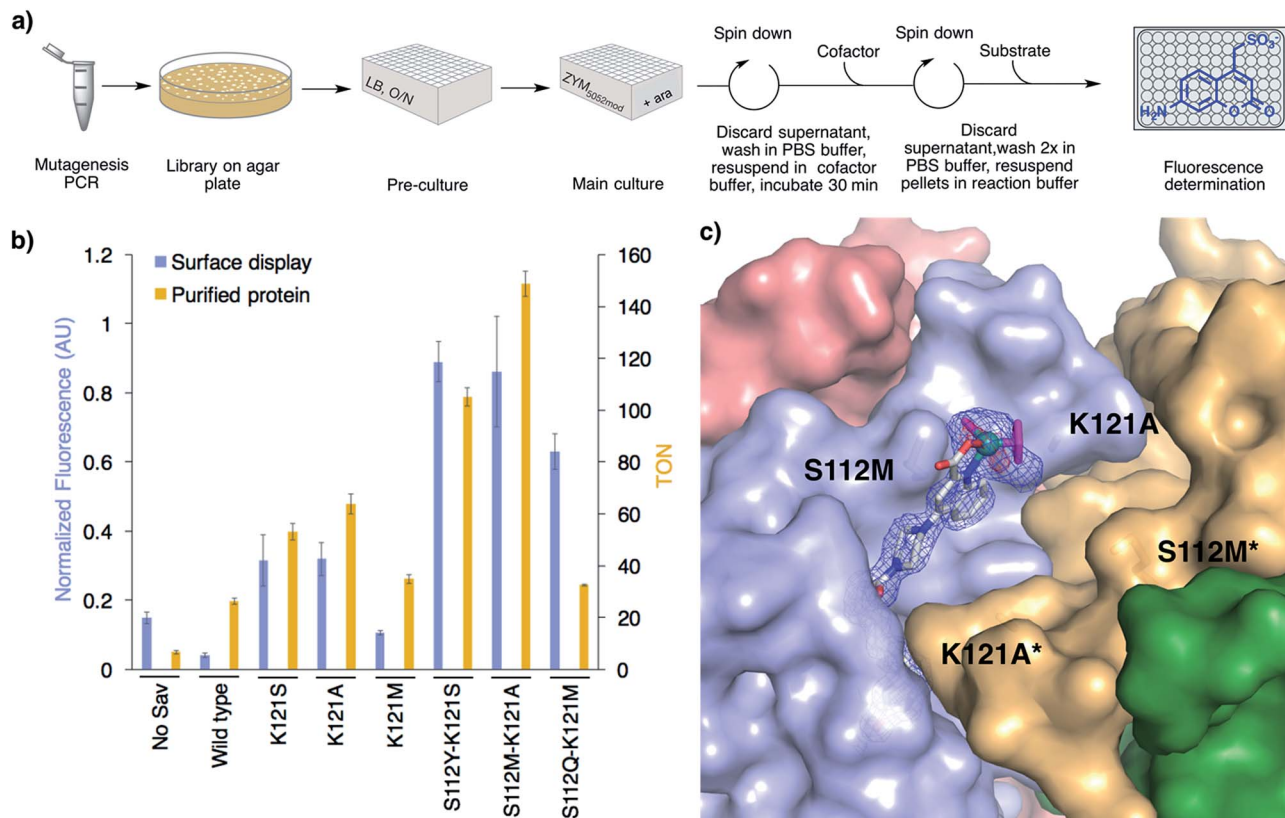 a)
Mutagenesis
PCR
Library on agar
plate
LB, O/N
Pre-culture
ZYM5052mod
+ ara
Main culture
Spin down
Cofactor
Spin down
Substrate
Discard supernatant,
wash in PBS buffer,
resuspend in cofactor
buffer, incubate 30 min
Discard
supernatant,wash 2x in
PBS buffer, resuspend
pellets in reaction buffer
SO3-
H2N
O
O
Fluorescence
determination
b)
Normalized Fluorescence (AU)
1.2
1
0.8
0.6
0.4
0.2
0
Surface display
Purified protein
160
140
120
100
80
60
40
20
0
TON
No Sav
Wild type
K121S
K121A
K121M
S112Y-K121S
S112M-K121A
S112Q-K121M
c)
K121A
S112M
S112M*
K121A*